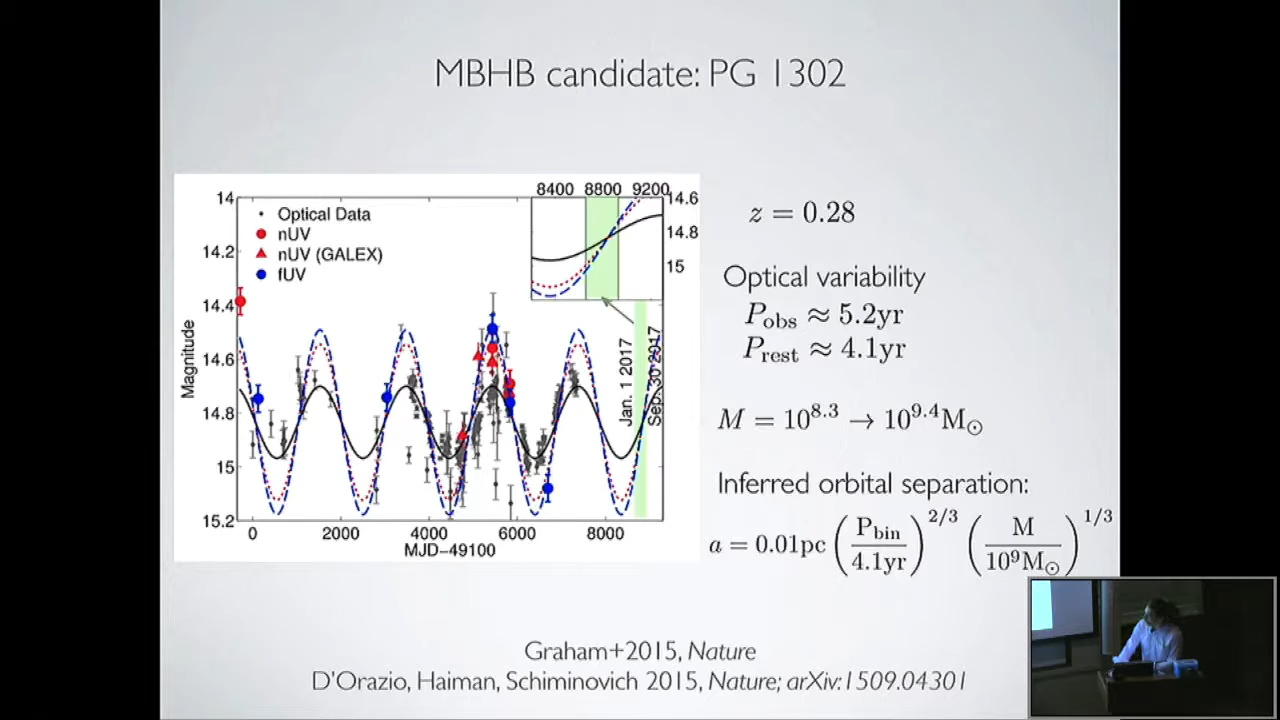 MBHB candidate: PG 1302
8400 8800 9200
14
14.2
14.4
14.6
14.8
15
15.2
Magnitude
Optical Data
nUV
nUV (GALEX)
fUV
14.6
14.8
15
Jan. 1 2017
Sep. 30 2017
0 2000 4000 6000 8000
MJD−49100
z = 0.28
Optical variability
P_obs ≈ 5.2yr
P_rest ≈ 4.1yr
M = 10^8.3 → 10^9.4 M_⊙
Inferred orbital separation:
a = 0.01pc (P_bin / 4.1yr)^2/3 (M / 10^9 M_⊙)^1/3
Graham+2015, Nature
D'Orazio, Haiman, Schiminovich 2015, Nature; arXiv:1509.04301